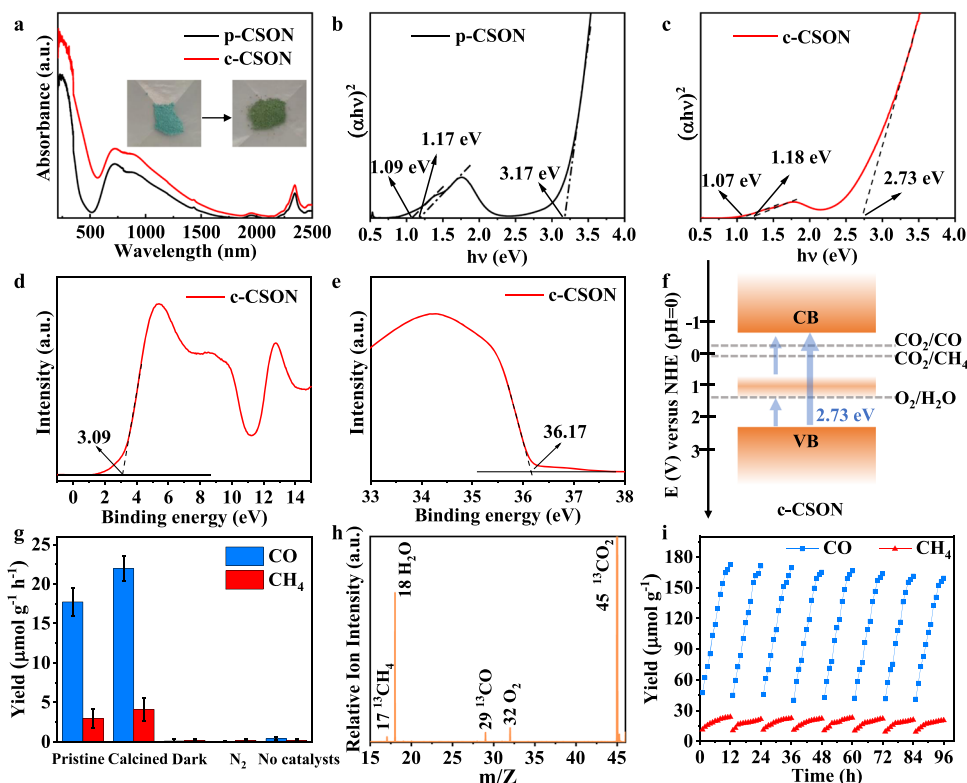 a
p-CSON
c-CSON
Absorbance (a.u.)
500 1000 1500 2000 2500
Wavelength (nm)
b
p-CSON
(αhν)²
1.09 eV
1.17 eV
3.17 eV
0.5 1.0 1.5 2.0 2.5 3.0 3.5 4.0
hν (eV)
c
c-CSON
(αhν)²
1.07 eV
1.18 eV
2.73 eV
0.5 1.0 1.5 2.0 2.5 3.0 3.5 4.0
hν (eV)
d
c-CSON
Intensity (a.u.)
3.09
0 2 4 6 8 10 12 14
Binding energy (eV)
e
c-CSON
Intensity (a.u.)
36.17
33 34 35 36 37 38
Binding energy (eV)
f
E (V) versus NHE (pH=0)
-1
0
1
2
3
CB
CO₂/CO
CO₂/CH₄
O₂/H₂O
2.73 eV
VB
c-CSON
g
CO
CH₄
Yield (μmol g⁻¹ h⁻¹)
25
20
15
10
5
0
Pristine Calcined Dark N₂ No catalysts
h
Relative Ion Intensity (a.u.)
17 ¹³CH₄
18 H₂O
29 ¹³CO
32 O₂
45 ¹³CO₂
15 20 25 30 35 40 45
m/Z
i
CO
CH₄
Yield (μmol g⁻¹)
180
150
120
90
60
30
0
0 12 24 36 48 60 72 84 96
Time (h)